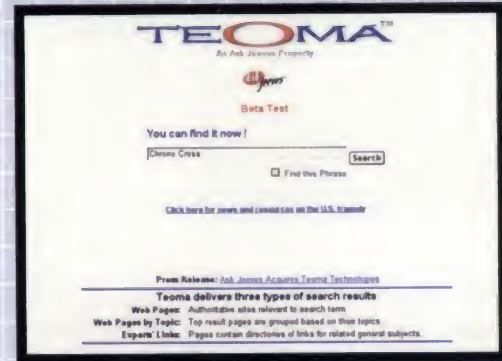 TEOMA™
An Ask Jeeves Property
Beta Test
You can find it now!
Chrono Cross
Search
Find this Phrase
Click here for news and resources on the U.S. tragedy
Press Release: Ask Jeeves Acquires Teoma Technologies
Teoma delivers three types of search results
Web Pages: Authoritative sites relevant to search term.
Web Pages by Topic: Top result pages are grouped based on their topics.
Experts' Links: Pages contain directories of links for related general subjects.